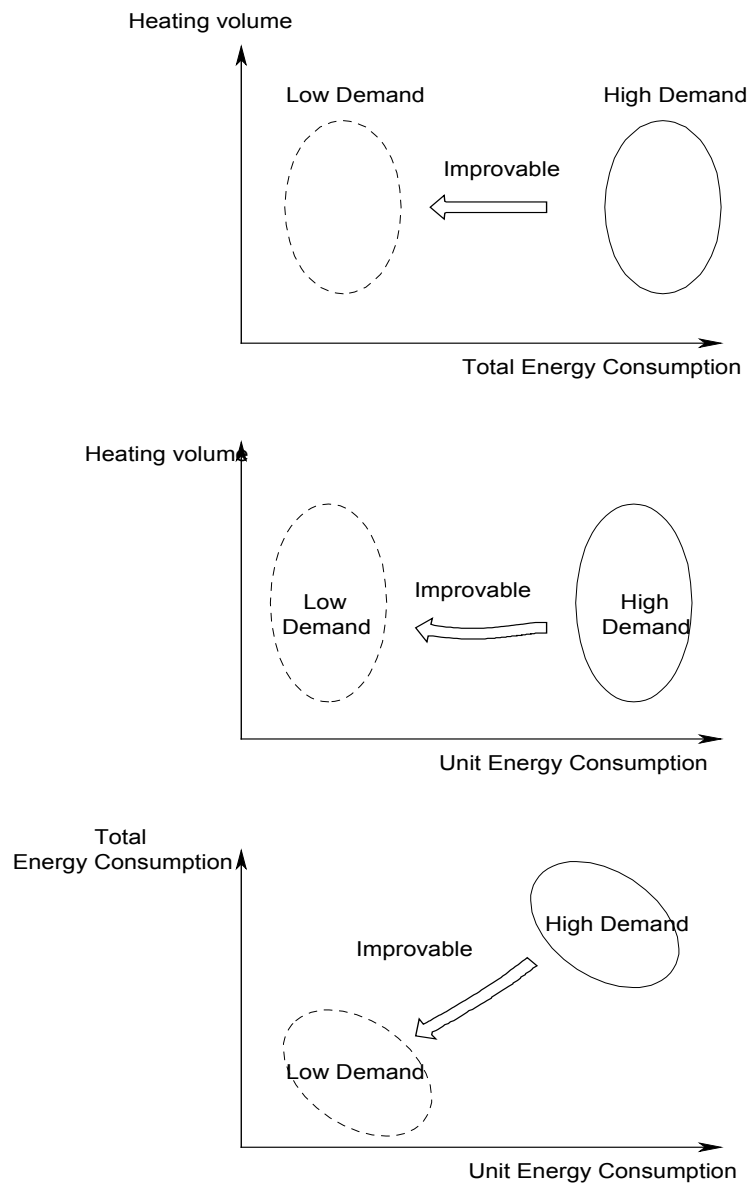 Heating volume
Low Demand
High Demand
Improvable
Total Energy Consumption
Heating volume
Improvable
Low
Demand
High
Demand
Unit Energy Consumption
Total
Energy Consumption
High Demand
Improvable
Low Demand
Unit Energy Consumption